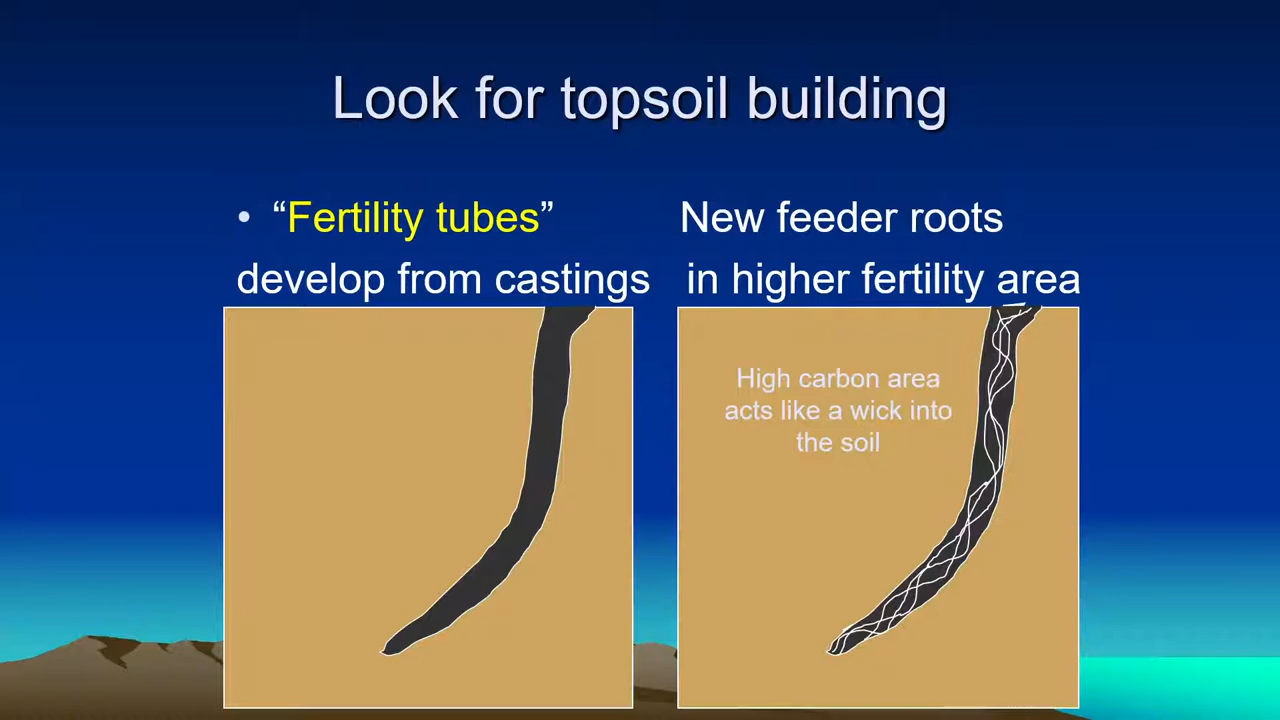 Look for topsoil building
• “Fertility tubes”
develop from castings
New feeder roots
in higher fertility area
High carbon area
acts like a wick into
the soil